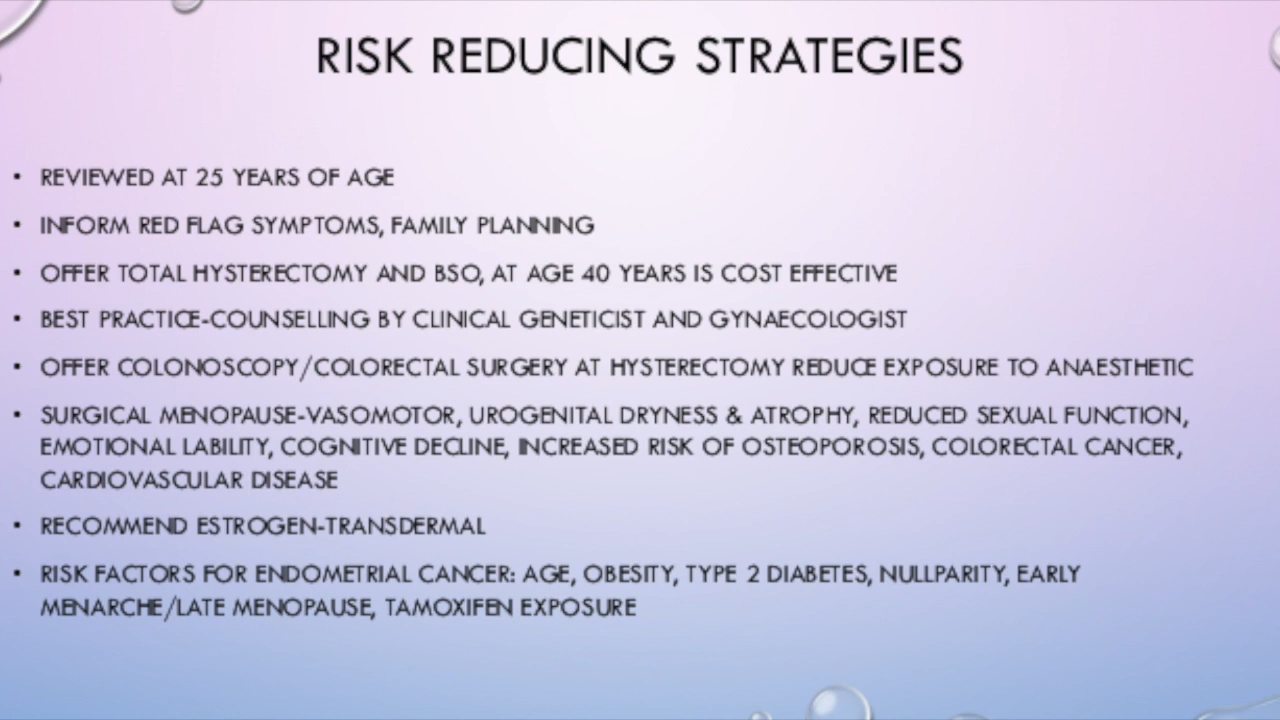 RISK REDUCING STRATEGIES
• REVIEWED AT 25 YEARS OF AGE
• INFORM RED FLAG SYMPTOMS, FAMILY PLANNING
• OFFER TOTAL HYSTERECTOMY AND BSO, AT AGE 40 YEARS IS COST EFFECTIVE
• BEST PRACTICE-COUNSELLING BY CLINICAL GENETICIST AND GYNAECOLOGIST
• OFFER COLONOSCOPY/COLORECTAL SURGERY AT HYSTERECTOMY REDUCE EXPOSURE TO ANAESTHETIC
• SURGICAL MENOPAUSE-VASOMOTOR, UROGENITAL DRYNESS & ATROPHY, REDUCED SEXUAL FUNCTION,
EMOTIONAL LABILITY, COGNITIVE DECLINE, INCREASED RISK OF OSTEOPOROSIS, COLORECTAL CANCER,
CARDIOVASCULAR DISEASE
• RECOMMEND ESTROGEN-TRANSDERMAL
• RISK FACTORS FOR ENDOMETRIAL CANCER: AGE, OBESITY, TYPE 2 DIABETES, NULLPARITY, EARLY
MENARCHE/LATE MENOPAUSE, TAMOXIFEN EXPOSURE